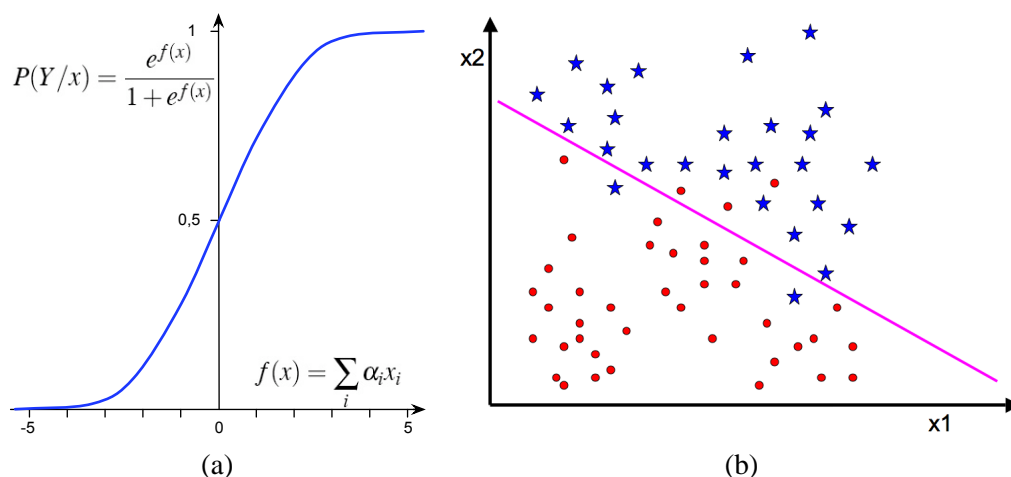 1
P(Y/x) = e^{f(x)} / (1 + e^{f(x)})
0,5
f(x) = ∑_i α_i x_i
-5 0 5
(a)
x2
x1
(b)